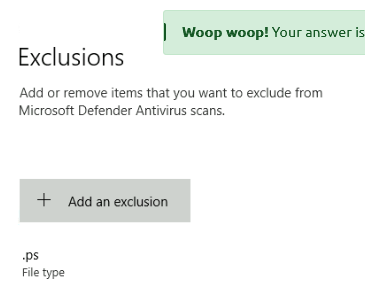 Woop woop! Your answer is
Exclusions
Add or remove items that you want to exclude from
Microsoft Defender Antivirus scans.
Add an exclusion
.ps
File type